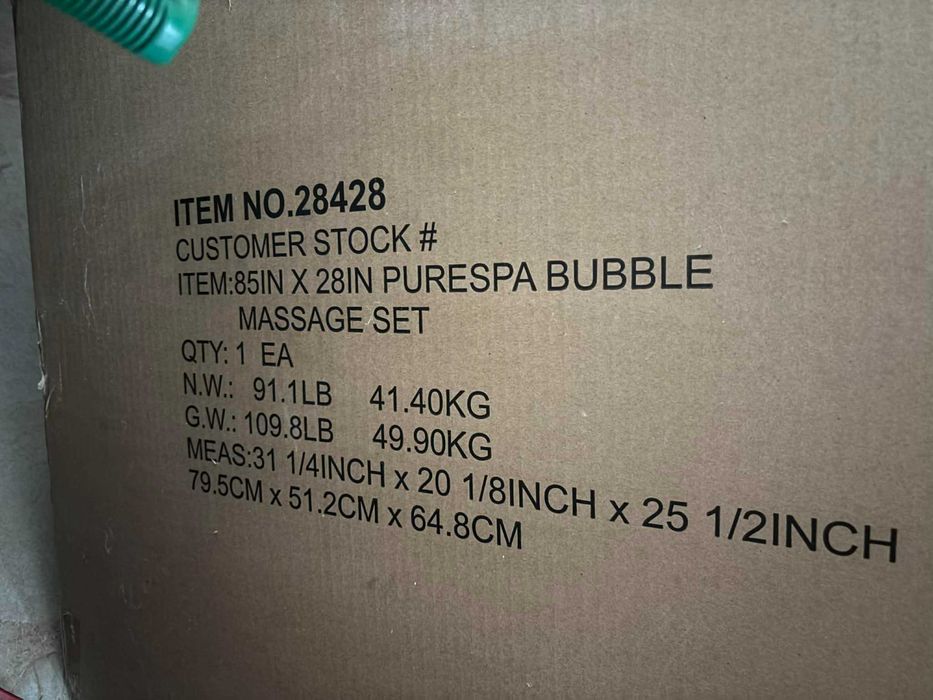 ITEM NO.28428
CUSTOMER STOCK #
ITEM:85IN X 28IN PURESPA BUBBLE
MASSAGE SET
QTY: 1 EA
N.W.: 91.1LB 41.40KG
G.W.: 109.8LB 49.90KG
MEAS:31 1/4INCH x 20 1/8INCH x 25 1/2INCH
79.5CM x 51.2CM x 64.8CM